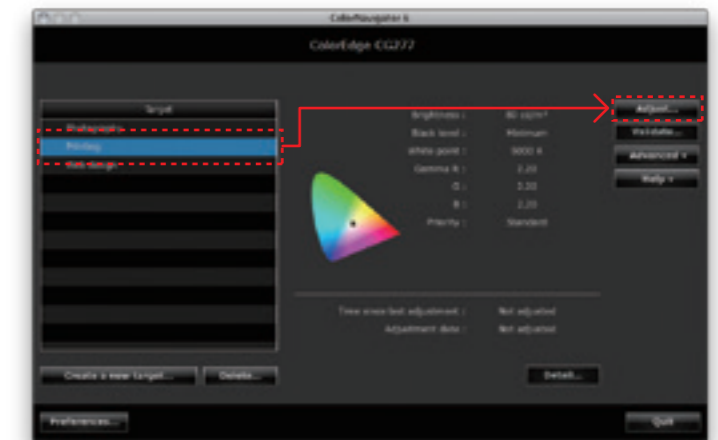 ColorNavigator 6
ColorEdge CG277
Target
Photography
Printing
Web design
Brightness : 80 cd/m²
Black level : Minimum
White point : 5000 K
Gamma R : 2.20
G : 2.20
B : 2.20
Priority : Standard
Adjust...
Validate...
Advanced
Help
Time since last adjustment : Not adjusted
Adjustment date : Not adjusted
Create a new target...
Delete...
Detail...
Preferences...
Quit